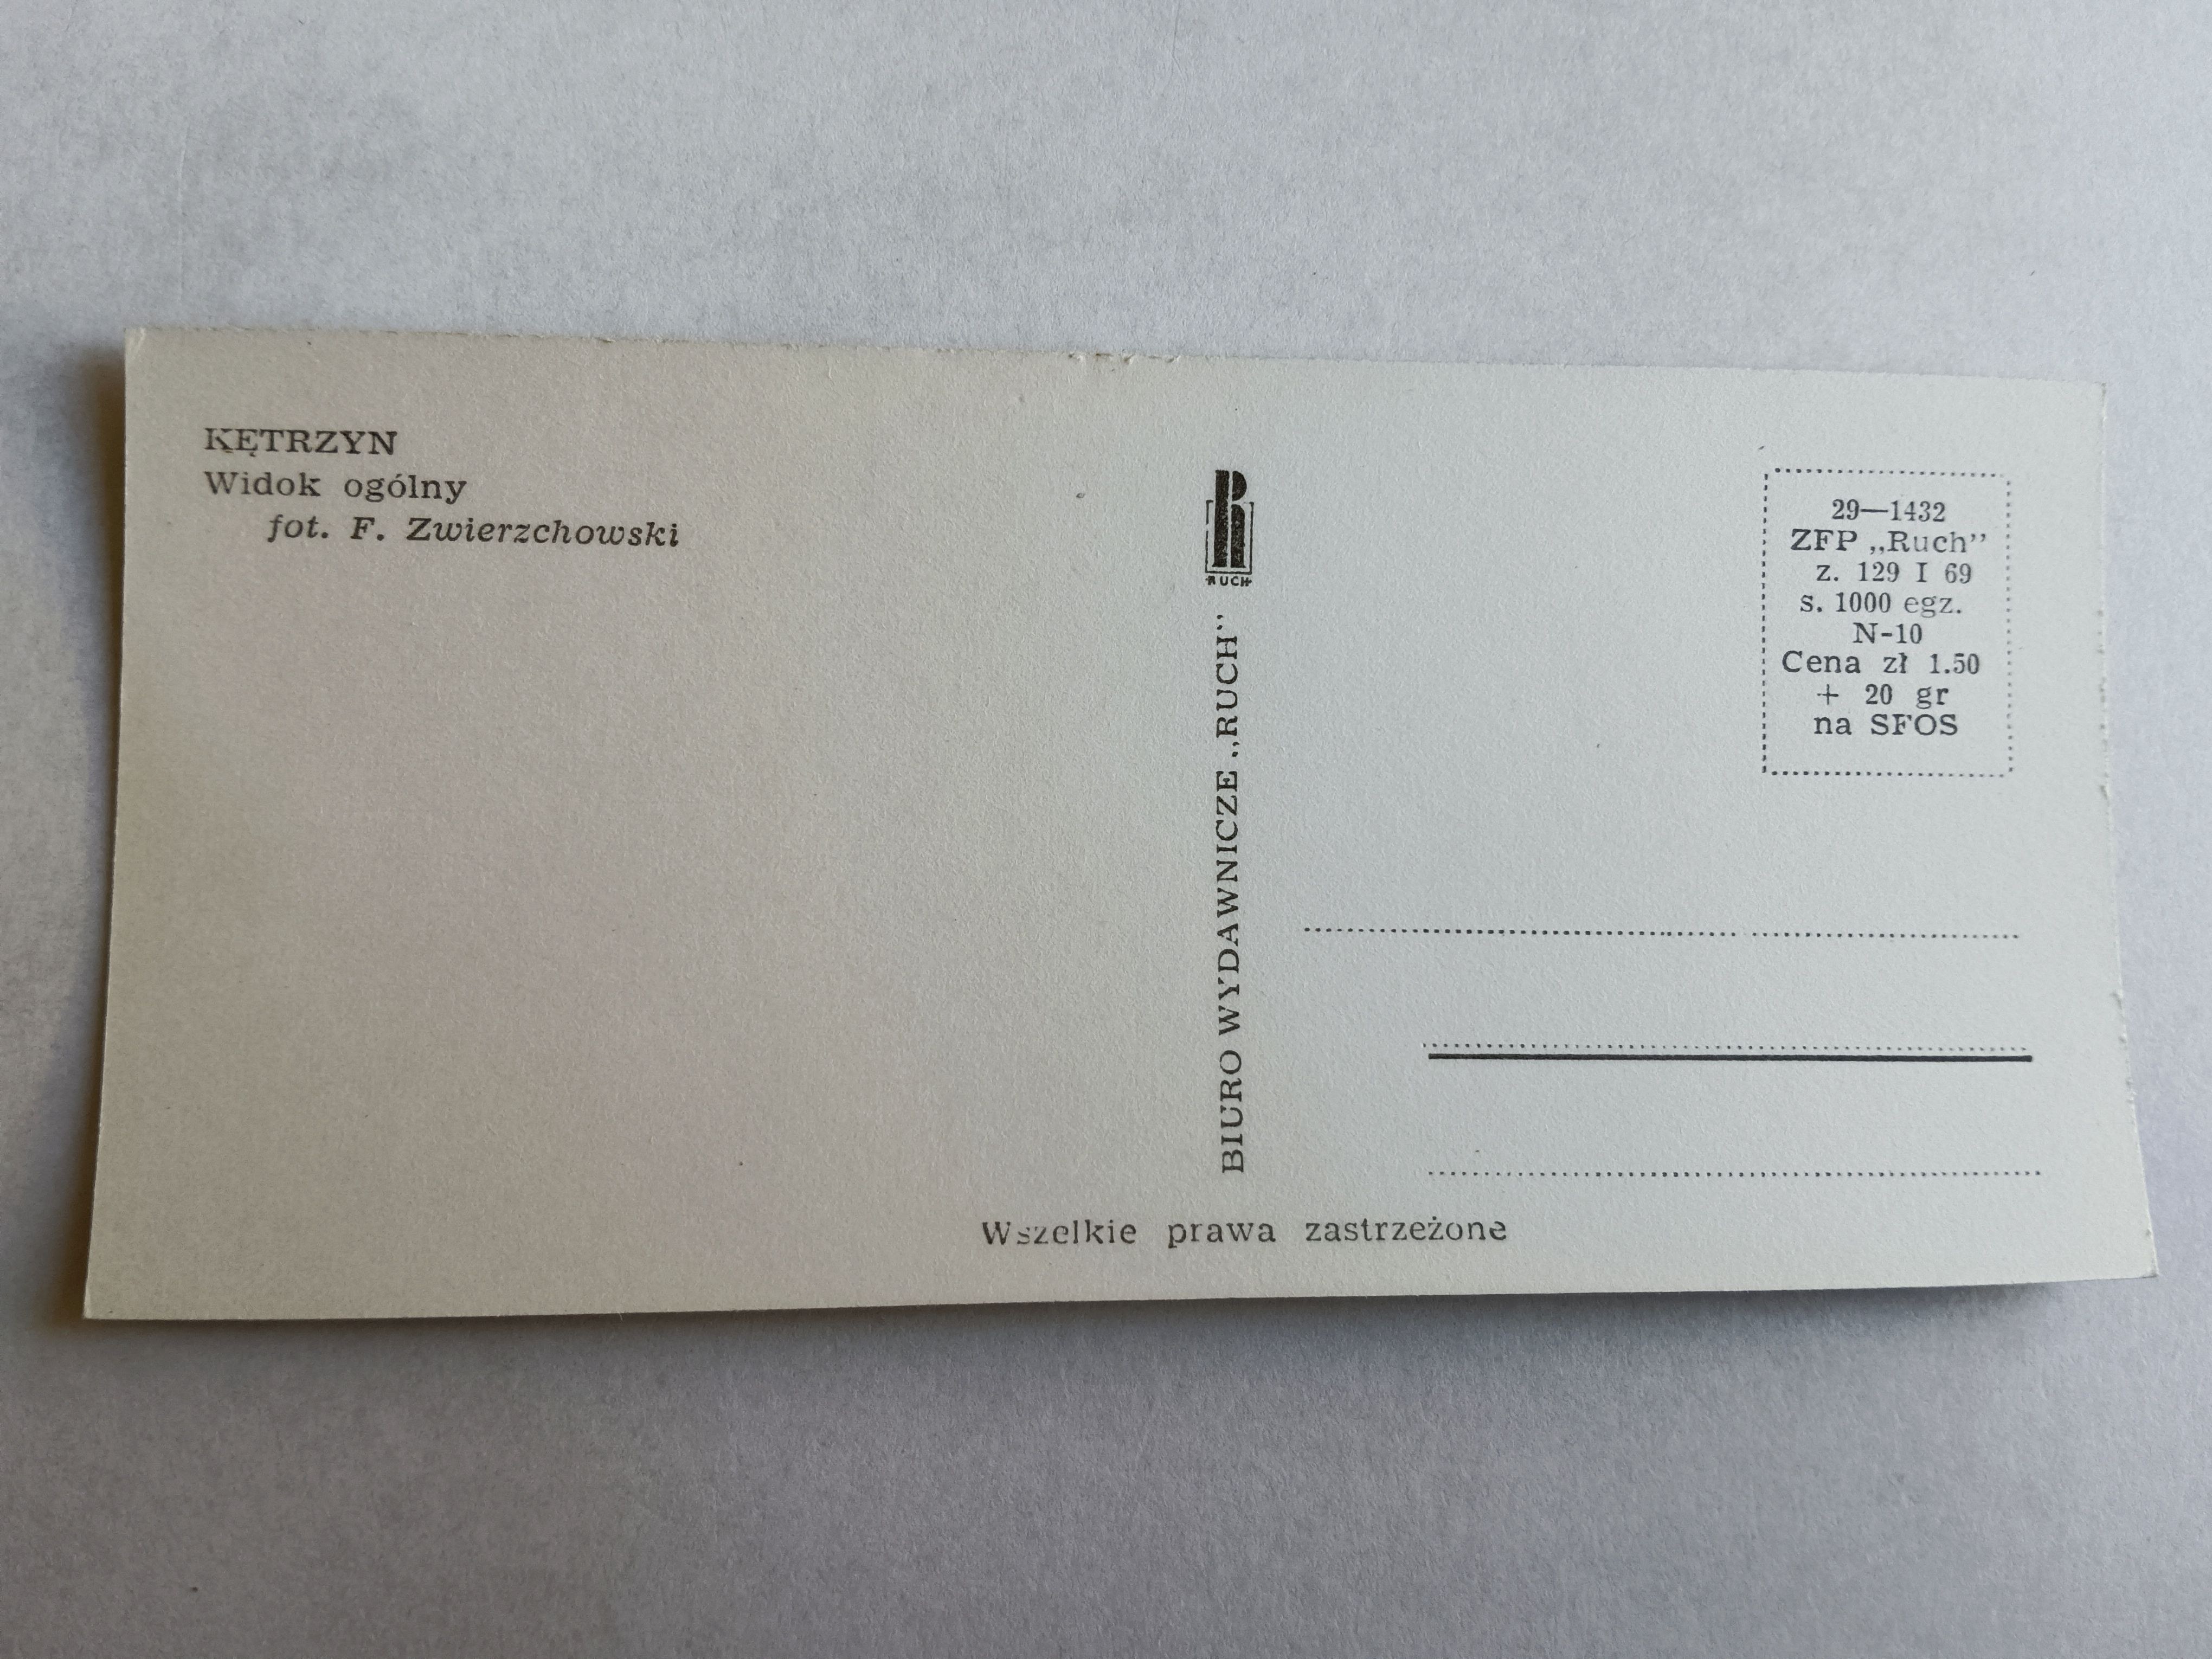 KĘTRZYN
Widok ogólny
fot. F. Zwierzchowski
RUCH
BIURO WYDAWNICZE „RUCH”
29—1432
ZFP „Ruch”
z. 129 I 69
s. 1000 egz.
N-10
Cena zł 1.50
+ 20 gr
na SFOS
Wszelkie prawa zastrzeżone